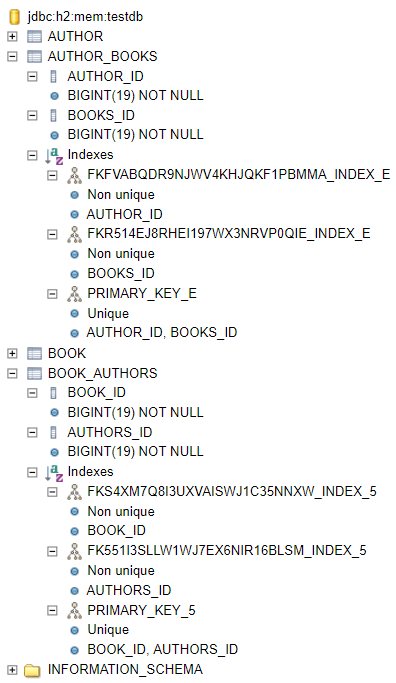 jdbc:h2:mem:testdb
AUTHOR
AUTHOR_BOOKS
AUTHOR_ID
BIGINT(19) NOT NULL
BOOKS_ID
BIGINT(19) NOT NULL
Indexes
FKFVABQDR9NJWV4KHJQKF1PBMMA_INDEX_E
Non unique
AUTHOR_ID
FKR514EJ8RHEI197WX3NRVP0QIE_INDEX_E
Non unique
BOOKS_ID
PRIMARY_KEY_E
Unique
AUTHOR_ID, BOOKS_ID
BOOK
BOOK_AUTHORS
BOOK_ID
BIGINT(19) NOT NULL
AUTHORS_ID
BIGINT(19) NOT NULL
Indexes
FKS4XM7Q8I3UXVAISWJ1C35NNXW_INDEX_5
Non unique
BOOK_ID
FK551I3SLLW1WJ7EX6NIR16BLSM_INDEX_5
Non unique
AUTHORS_ID
PRIMARY_KEY_5
Unique
BOOK_ID, AUTHORS_ID
INFORMATION_SCHEMA